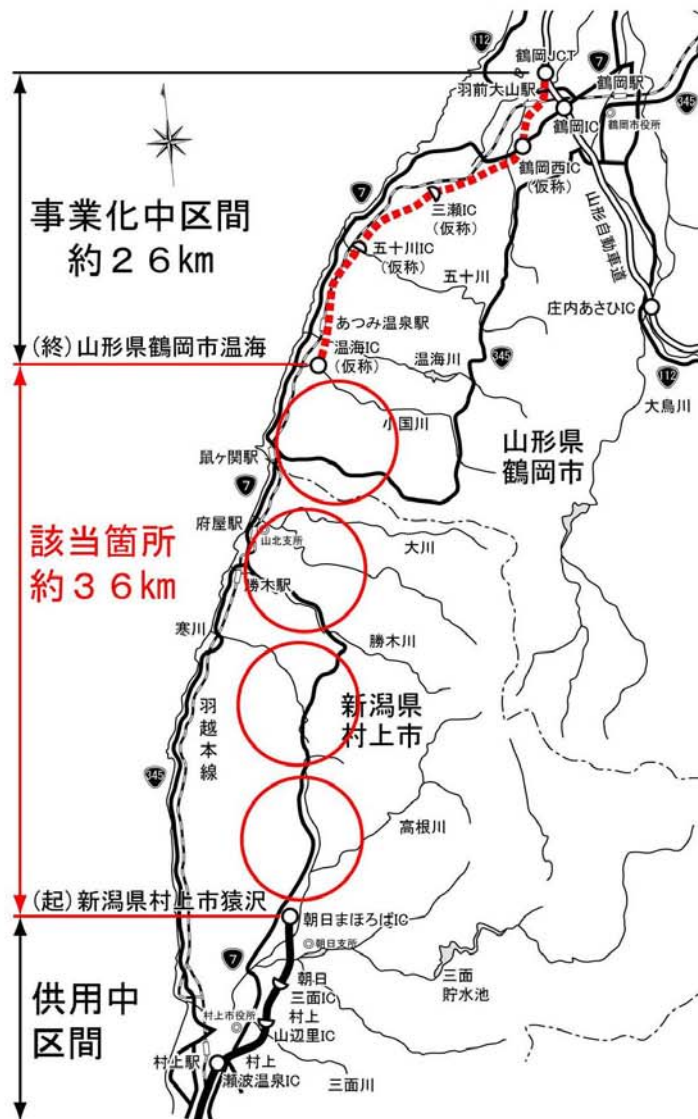 112
鶴岡JCT
7
鶴岡駅
羽前大山駅
345
鶴岡IC
鶴岡市役所
鶴岡西IC
(仮称)
7
三瀬IC
(仮称)
山形自動車道
事業化中区間
約26km
五十川IC
(仮称)
五十川
庄内あさひIC
あつみ温泉駅
(終)山形県鶴岡市温海
温海IC
(仮称)
温海川
345
112
大鳥川
小国川
山形県
鶴岡市
鼠ヶ関駅
7
府屋駅
山北支所
大川
該当箇所
約36km
勝木駅
寒川
勝木川
新潟県
村上市
羽越本線
345
高根川
(起)新潟県村上市猿沢
朝日まほろばIC
朝日支所
7
朝日
三面IC
三面
貯水池
供用中
区間
村上市役所
村上
山辺里IC
村上駅
村上
瀬波温泉IC
三面川